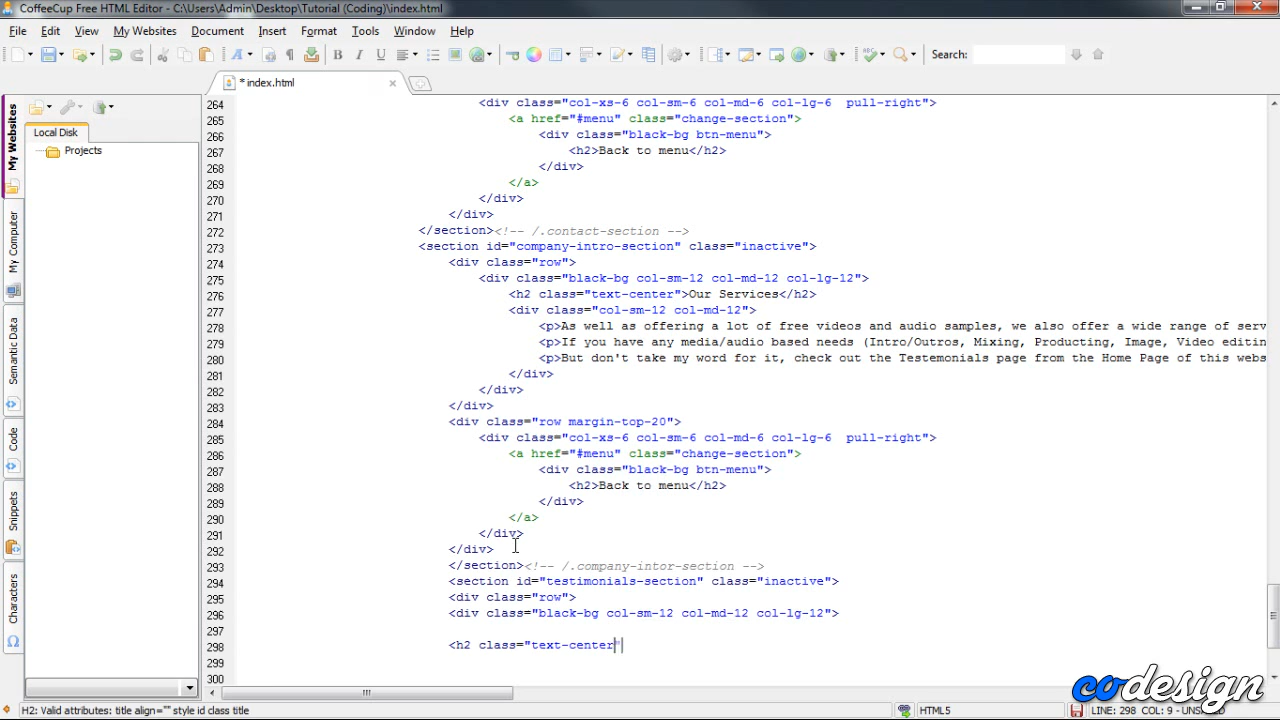 CoffeeCup Free HTML Editor - C:\Users\Admin\Desktop\Tutorial (Coding)\index.html
File Edit View My Websites Document Insert Format Tools Window Help
Search:
* index.html
My Websites
My Computer
Semantic Data
Code
Snippets
Characters
Local Disk
Projects
264 <div class="col-xs-6 col-sm-6 col-md-6 col-lg-6  pull-right">
265 <a href="#menu" class="change-section">
266 <div class="black-bg btn-menu">
267 <h2>Back to menu</h2>
268 </div>
269 </a>
270 </div>
271 </div>
272 </section><!-- /.contact-section -->
273 <section id="company-intro-section" class="inactive">
274 <div class="row">
275 <div class="black-bg col-sm-12 col-md-12 col-lg-12">
276 <h2 class="text-center">Our Services</h2>
277 <div class="col-sm-12 col-md-12">
278 <p>As well as offering a lot of free videos and audio samples, we also offer a wide range of serv
279 <p>If you have any media/audio based needs (Intro/Outros, Mixing, Producting, Image, Video editin
280 <p>But don't take my word for it, check out the Testemonials page from the Home Page of this webs
281 </div>
282 </div>
283 </div>
284 <div class="row margin-top-20">
285 <div class="col-xs-6 col-sm-6 col-md-6 col-lg-6  pull-right">
286 <a href="#menu" class="change-section">
287 <div class="black-bg btn-menu">
288 <h2>Back to menu</h2>
289 </div>
290 </a>
291 </div>
292 </div>
293 </section><!-- /.company-intor-section -->
294 <section id="testimonials-section" class="inactive">
295 <div class="row">
296 <div class="black-bg col-sm-12 col-md-12 col-lg-12">
297
298 <h2 class="text-center"
299
300
codesign
H2: Valid attributes: title align="" style id class title
HTML5
LINE: 298 COL: 9 - UNS